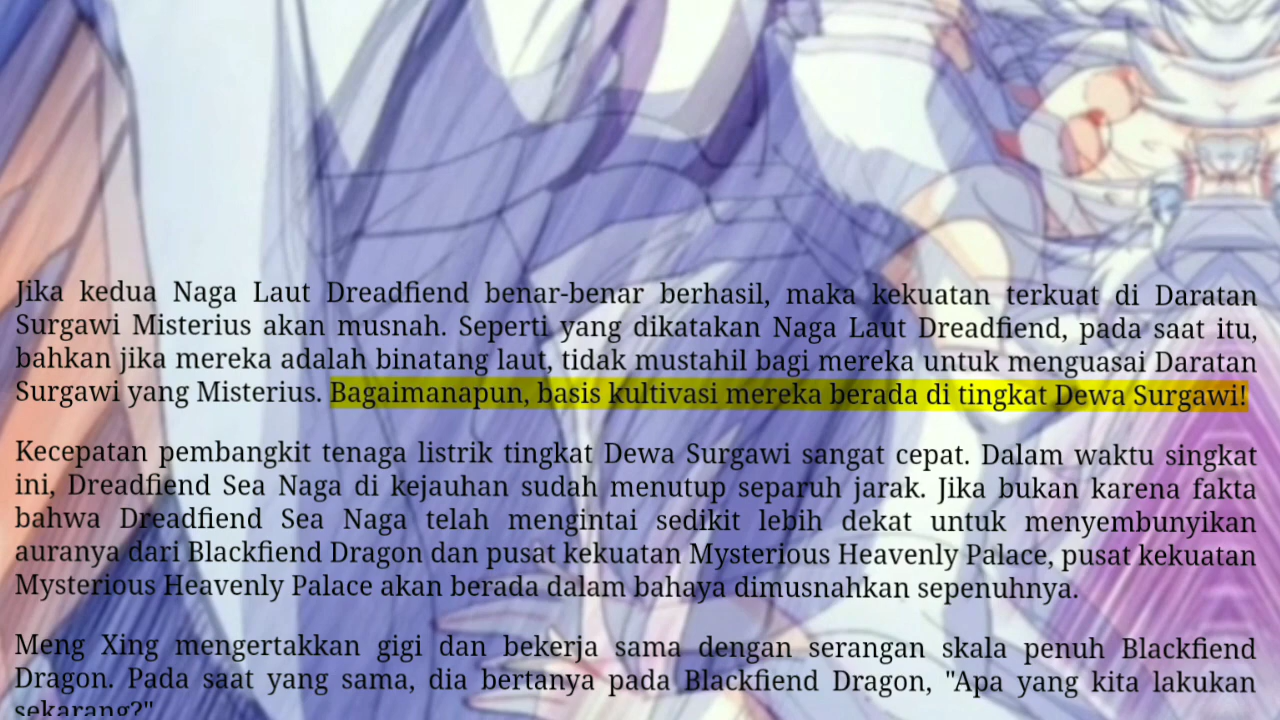 Jika kedua Naga Laut Dreadfiend benar-benar berhasil, maka kekuatan terkuat di Daratan
Surgawi Misterius akan musnah. Seperti yang dikatakan Naga Laut Dreadfiend, pada saat itu,
bahkan jika mereka adalah binatang laut, tidak mustahil bagi mereka untuk menguasai Daratan
Surgawi yang Misterius. Bagaimanapun, basis kultivasi mereka berada di tingkat Dewa Surgawi!
Kecepatan pembangkit tenaga listrik tingkat Dewa Surgawi sangat cepat. Dalam waktu singkat
ini, Dreadfiend Sea Naga di kejauhan sudah menutup separuh jarak. Jika bukan karena fakta
bahwa Dreadfiend Sea Naga telah mengintai sedikit lebih dekat untuk menyembunyikan
auranya dari Blackfiend Dragon dan pusat kekuatan Mysterious Heavenly Palace, pusat kekuatan
Mysterious Heavenly Palace akan berada dalam bahaya dimusnahkan sepenuhnya.
Meng Xing mengertakkan gigi dan bekerja sama dengan serangan skala penuh Blackfiend
Dragon. Pada saat yang sama, dia bertanya pada Blackfiend Dragon, "Apa yang kita lakukan
sekarang?"